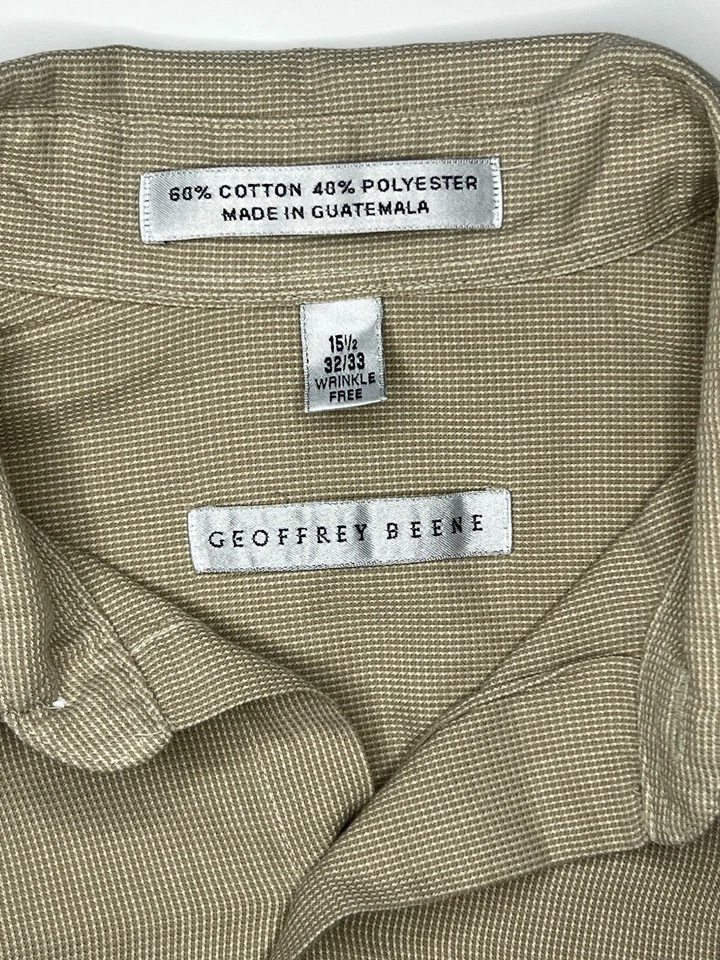 60% COTTON 40% POLYESTER
MADE IN GUATEMALA
15½
32/33
WRINKLE
FREE
GEOFFREY BEENE